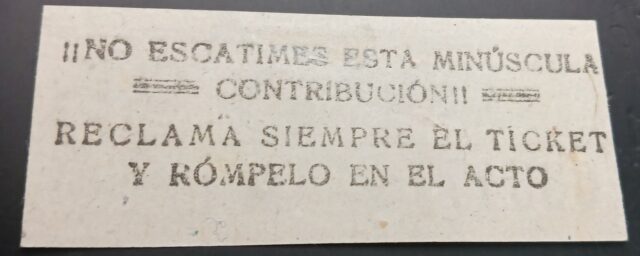 ¡¡NO ESCATIMES ESTA MINÚSCULA
CONTRIBUCIÓN!!
RECLAMA SIEMPRE EL TICKET
Y RÓMPELO EN EL ACTO